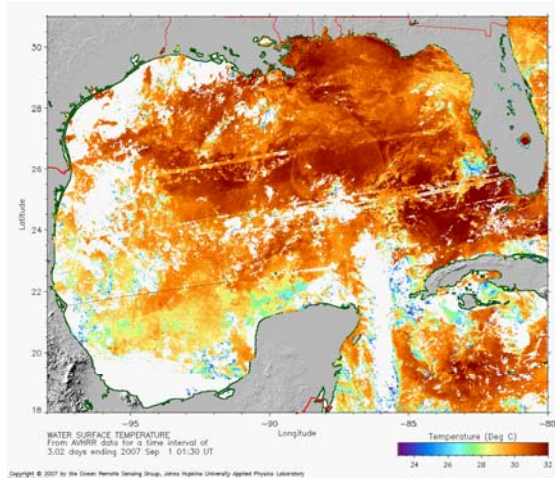 30
28
26
24
22
20
18
Latitude
-95
-90
-85
-80
Longitude
WATER SURFACE TEMPERATURE
From AVHRR data for a time interval of
3.02 days ending 2007 Sep 1 01:30 UT
Temperature (Deg C)
24 26 28 30 32
Copyright © 2007 by the Ocean Remote Sensing Group, Johns Hopkins University Applied Physics Laboratory